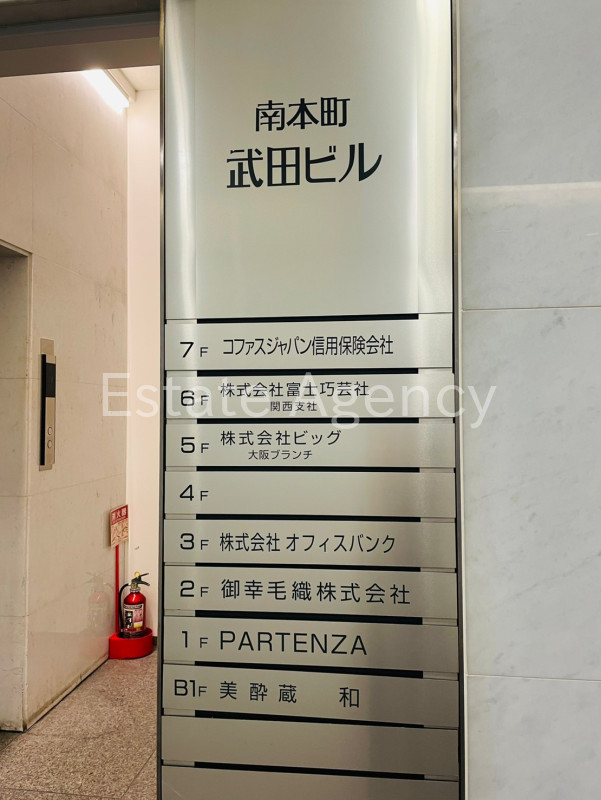 南本町
武田ビル
7F コファスジャパン信用保険会社
6F 株式会社富士巧芸社
関西支社
Estate Agency
5F 株式会社ビッグ
大阪ブランチ
4F
3F 株式会社 オフィスバンク
2F 御幸毛織株式会社
1F PARTENZA
B1F 美酔蔵 和